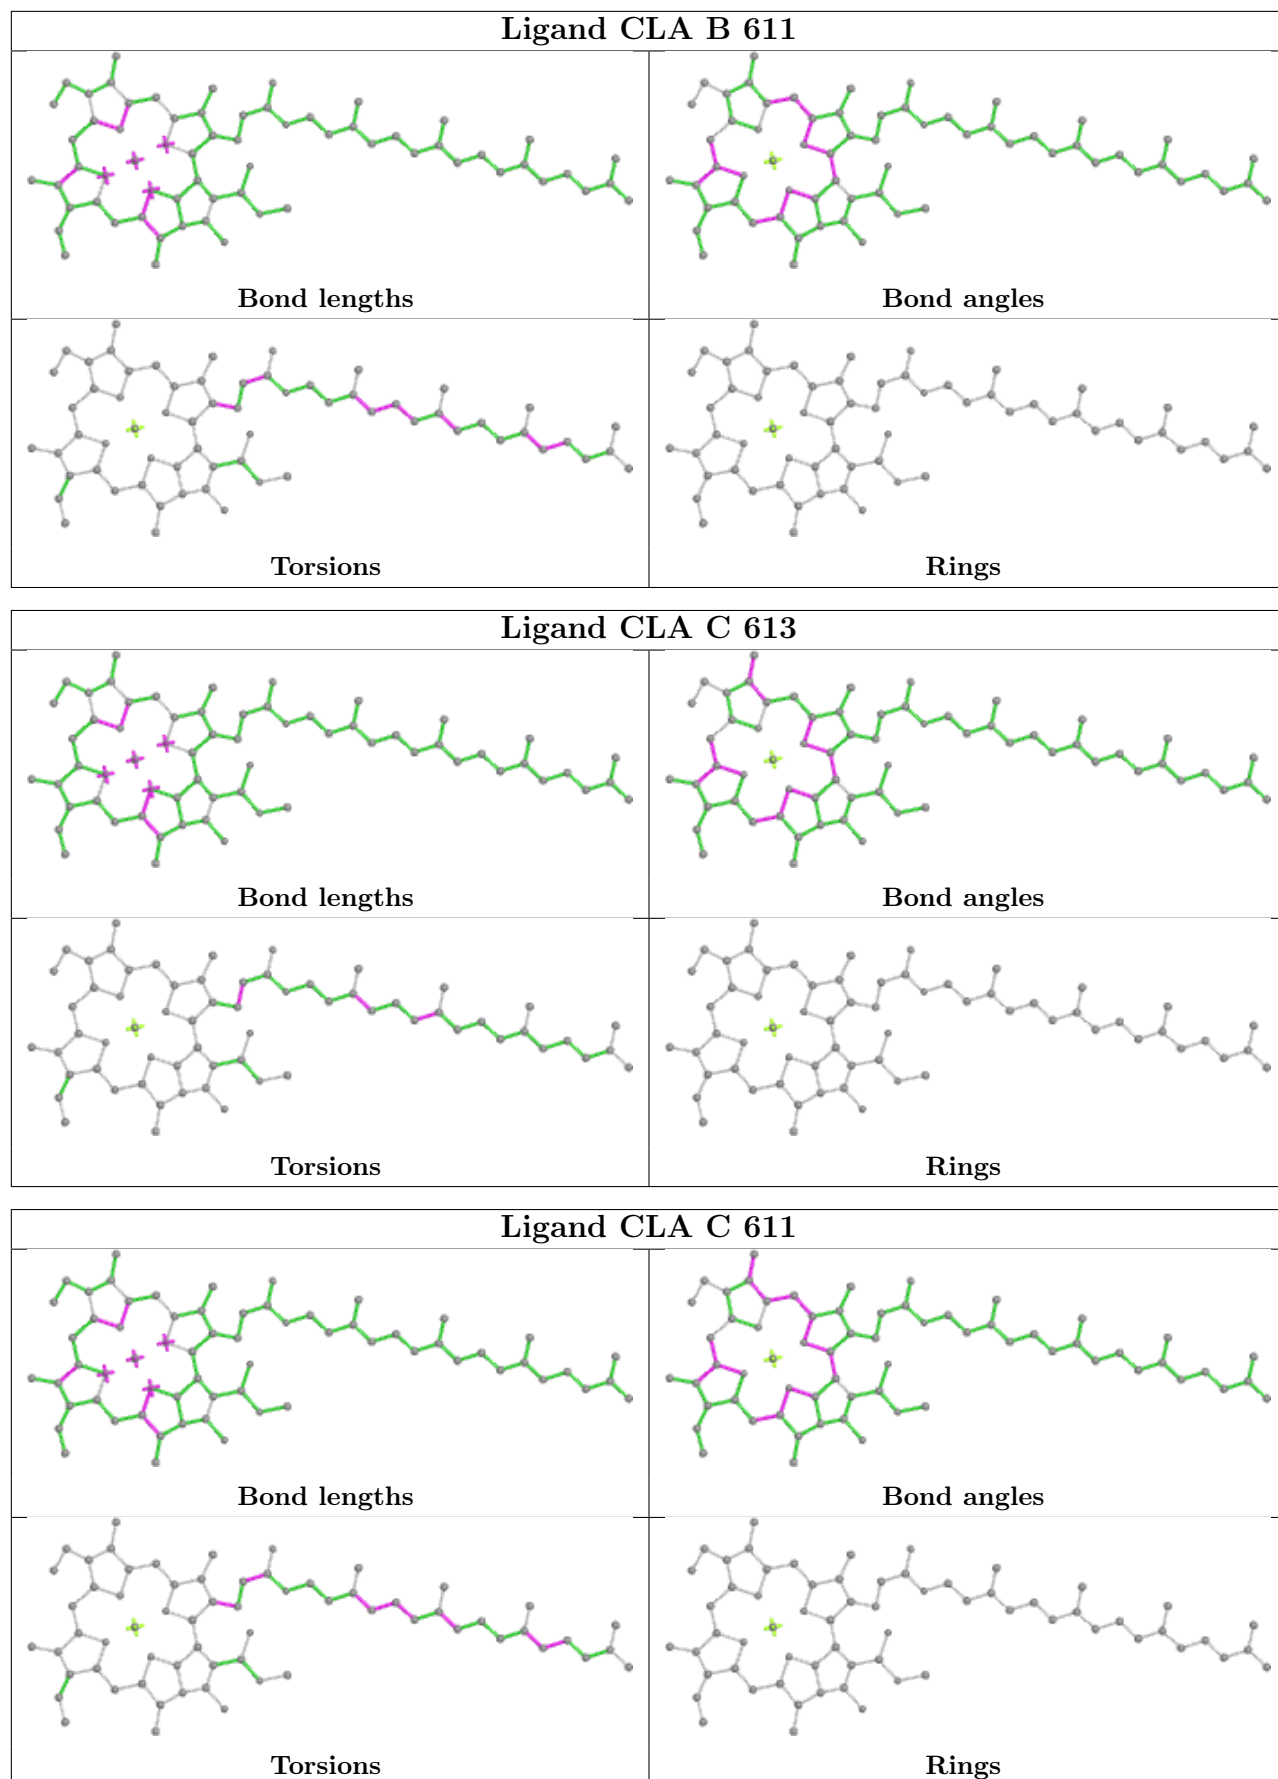 Ligand CLA B 611
Bond lengths
Bond angles
Torsions
Rings
Ligand CLA C 613
Bond lengths
Bond angles
Torsions
Rings
Ligand CLA C 611
Bond lengths
Bond angles
Torsions
Rings